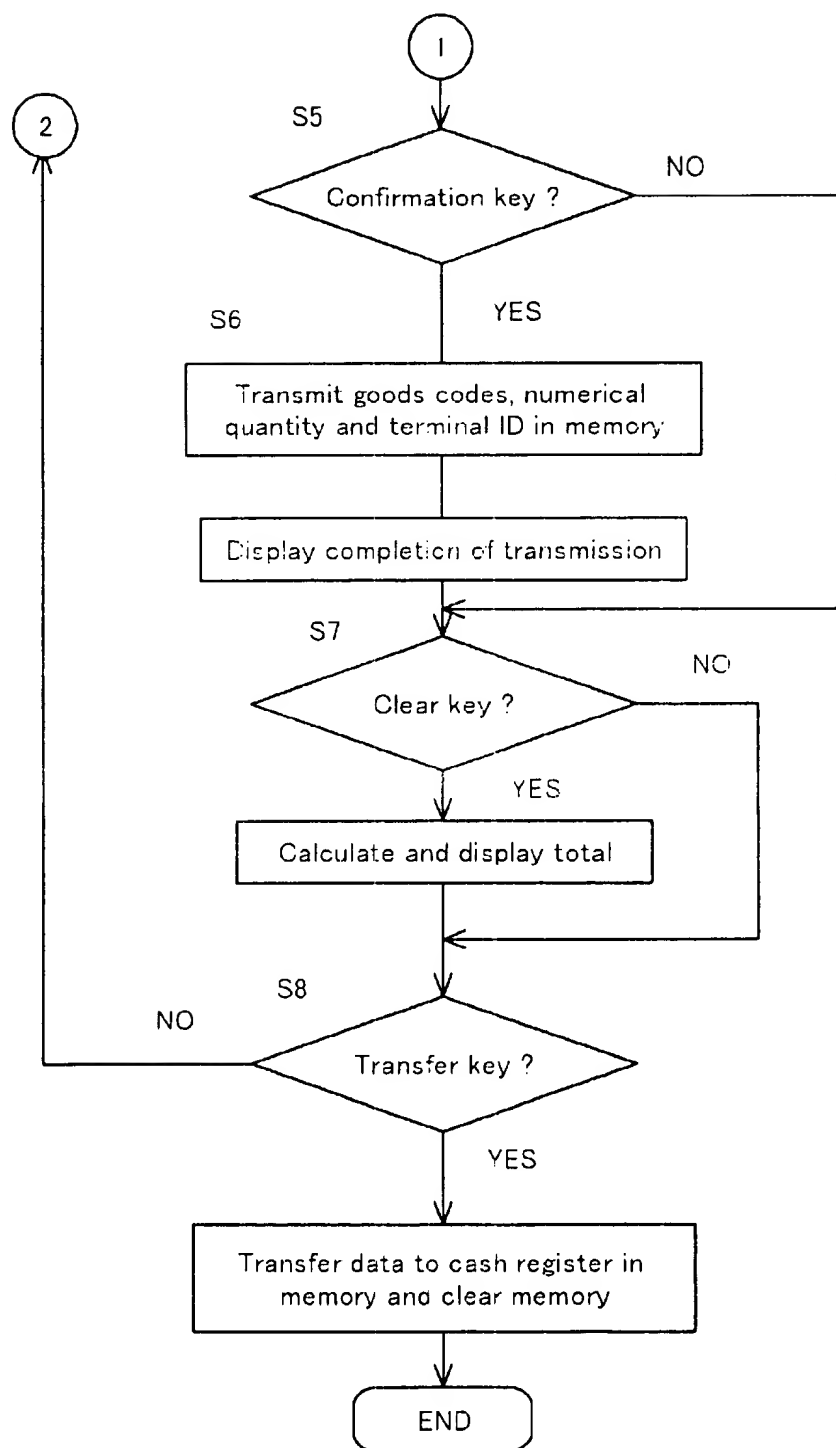 1
2
S5
Confirmation key ?
NO
YES
S6
Transmit goods codes, numerical
quantity and terminal ID in memory
Display completion of transmission
S7
Clear key ?
NO
YES
Calculate and display total
S8
NO
Transfer key ?
YES
Transfer data to cash register in
memory and clear memory
END